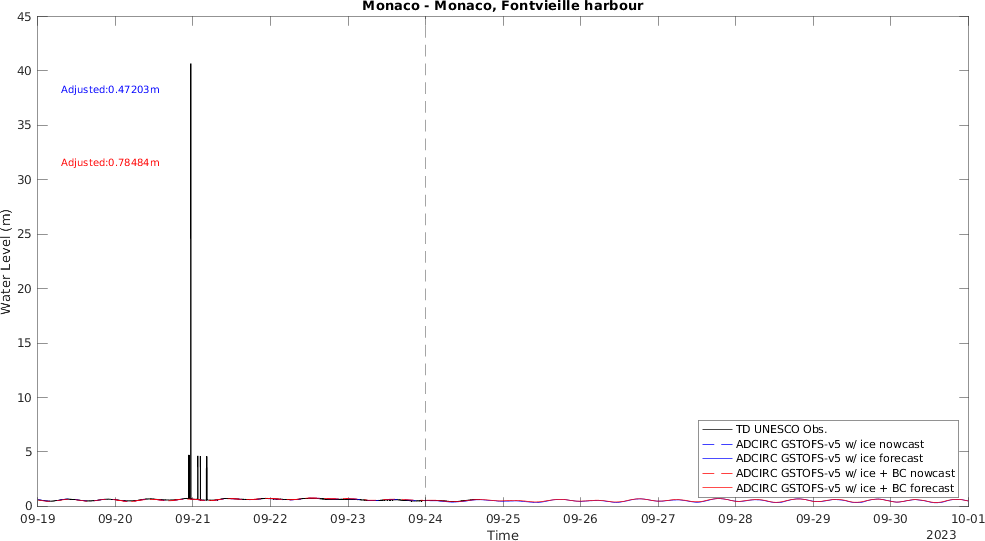 Monaco - Monaco, Fontvieille harbour
45
40
35
30
25
20
15
10
5
0
Water Level (m)
Adjusted:0.47203m
Adjusted:0.78484m
TD UNESCO Obs.
ADCIRC GSTOFS-v5 w/ ice nowcast
ADCIRC GSTOFS-v5 w/ ice forecast
ADCIRC GSTOFS-v5 w/ ice + BC nowcast
ADCIRC GSTOFS-v5 w/ ice + BC forecast
09-19 09-20 09-21 09-22 09-23 09-24 09-25 09-26 09-27 09-28 09-29 09-30 10-01
Time
2023